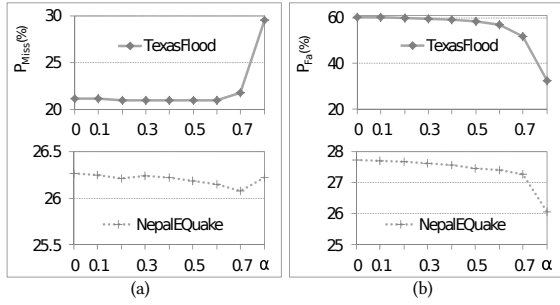 P_Miss(%)
30
25
20
TexasFlood
0 0.1 0.3 0.5 0.7
26.5
26
25.5
NepalEQuake
0 0.1 0.3 0.5 0.7 α
(a)
P_Fa(%)
60
40
20
TexasFlood
0 0.1 0.3 0.5 0.7
28
27
26
25
NepalEQuake
0 0.1 0.3 0.5 0.7 α
(b)